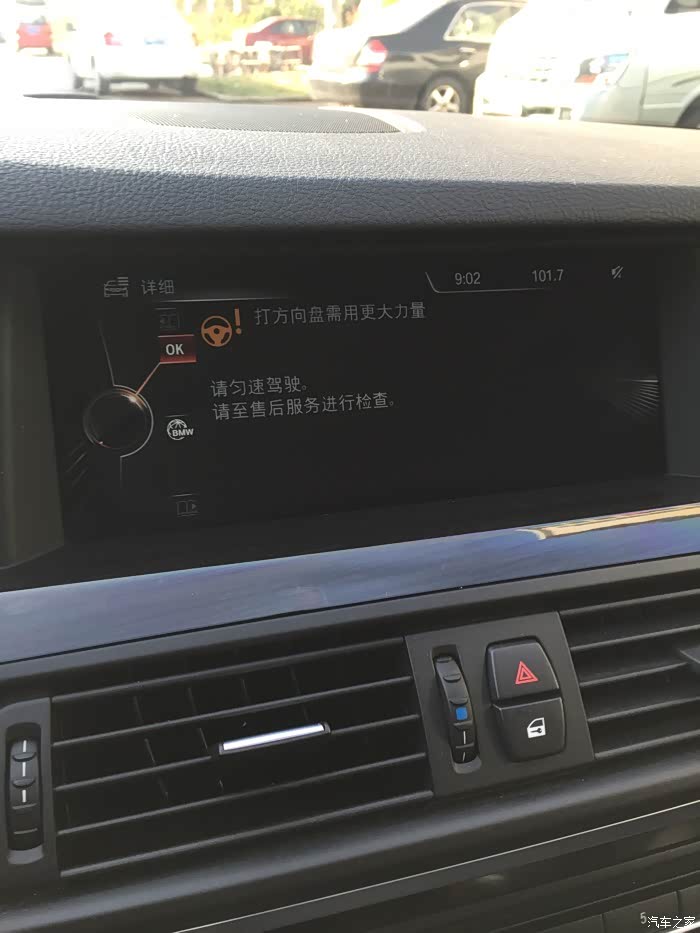 详细
9:02
101.7
打方向盘需用更大力量
OK
请匀速驾驶。
请至售后服务进行检查。
BMW
5
汽车之家